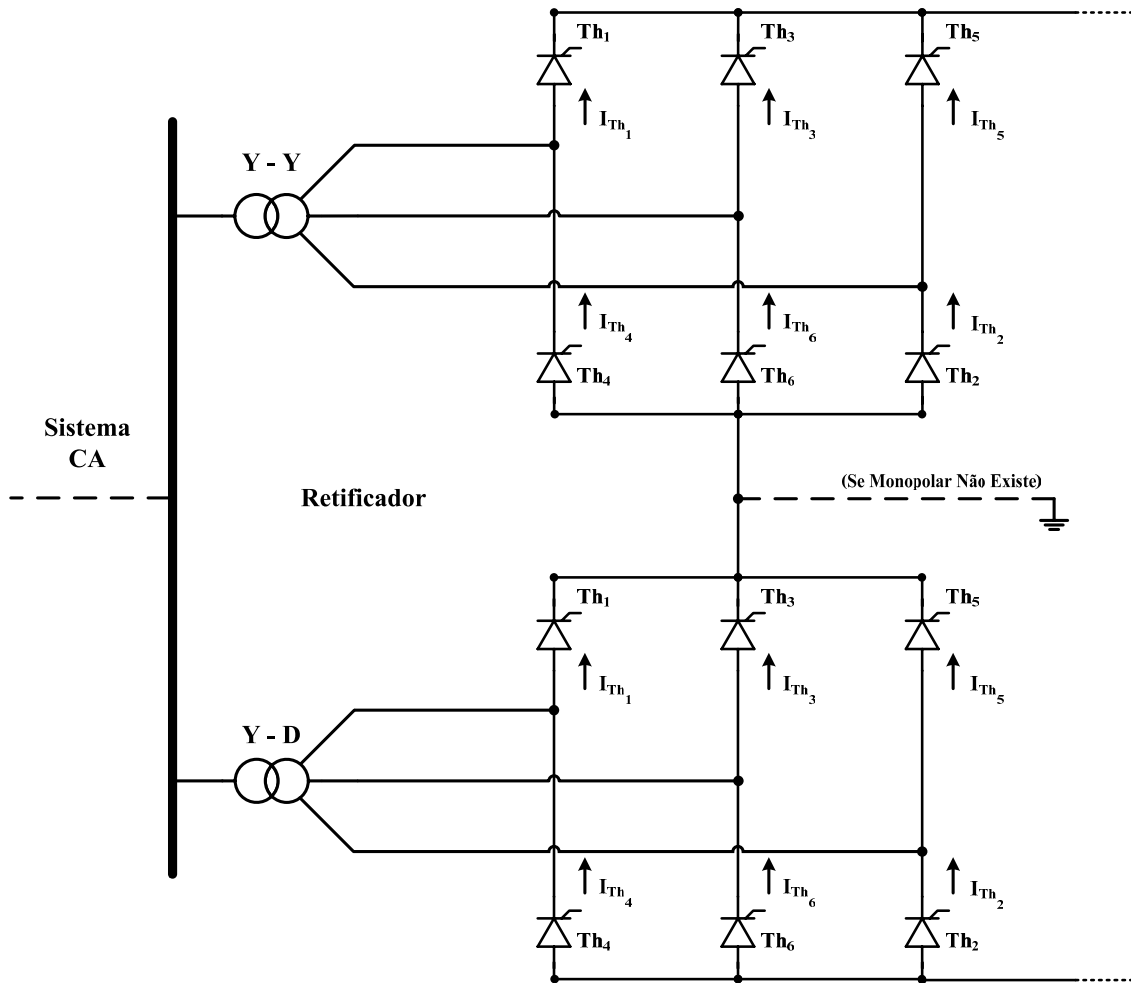 Th1 Th3 Th5
ITh1 ITh3 ITh5
Y - Y
ITh4 ITh6 ITh2
Th4 Th6 Th2
Sistema
CA
Retificador
(Se Monopolar Não Existe)
Th1 Th3 Th5
ITh1 ITh3 ITh5
Y - D
ITh4 ITh6 ITh2
Th4 Th6 Th2